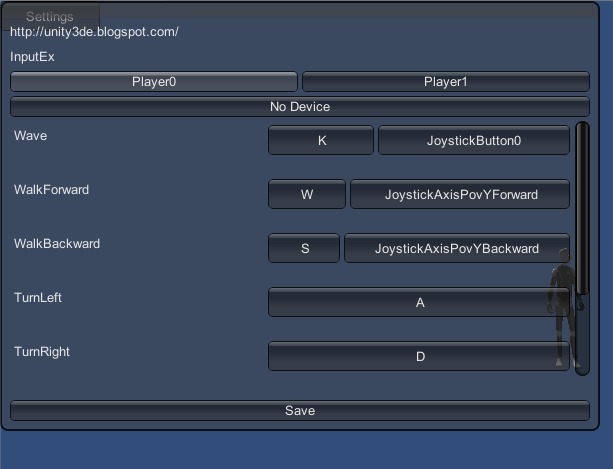 Settings
http://unity3de.blogspot.com/
InputEx
Player0 Player1
No Device
Wave K JoystickButton0
WalkForward W JoystickAxisPovYForward
WalkBackward S JoystickAxisPovYBackward
TurnLeft A
TurnRight D
Save